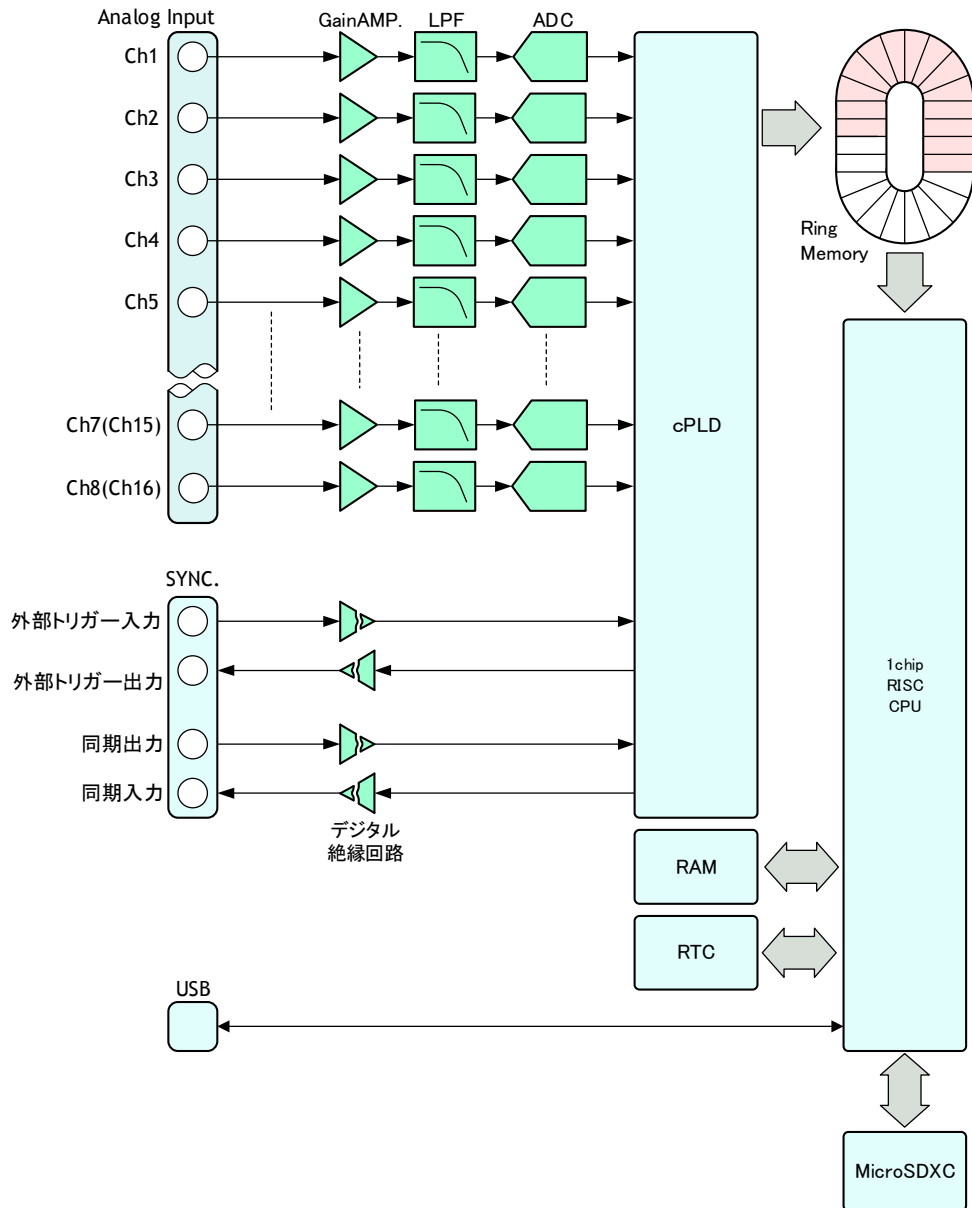 Analog Input
GainAMP.
LPF
ADC
Ch1
Ch2
Ch3
Ch4
Ch5
Ch7(Ch15)
Ch8(Ch16)
cPLD
Ring
Memory
SYNC.
外部トリガー入力
外部トリガー出力
同期出力
同期入力
デジタル
絶縁回路
1chip
RISC
CPU
RAM
RTC
USB
MicroSDXC